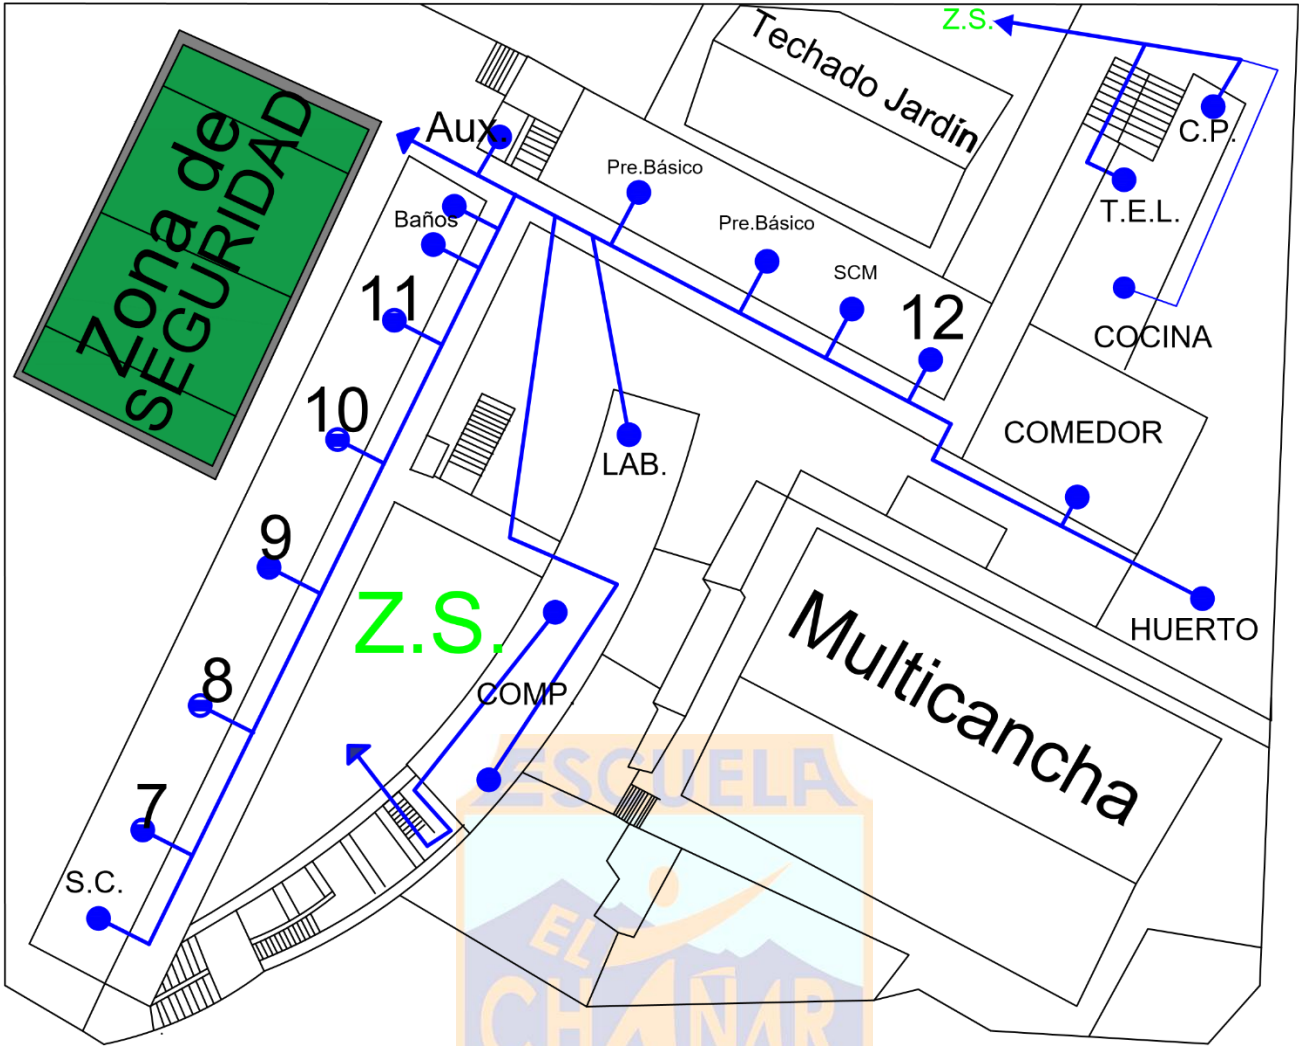 Z.S.
Techado Jardín
Zona de
SEGURIDAD
Aux.
C.P.
Pre.Básico
T.E.L.
Baños
Pre.Básico
SCM
11
12
COCINA
10
COMEDOR
LAB.
9
Z.S.
Multicancha
HUERTO
8
COMP.
7
S.C.
ESCUELA
EL
CHAÑAR